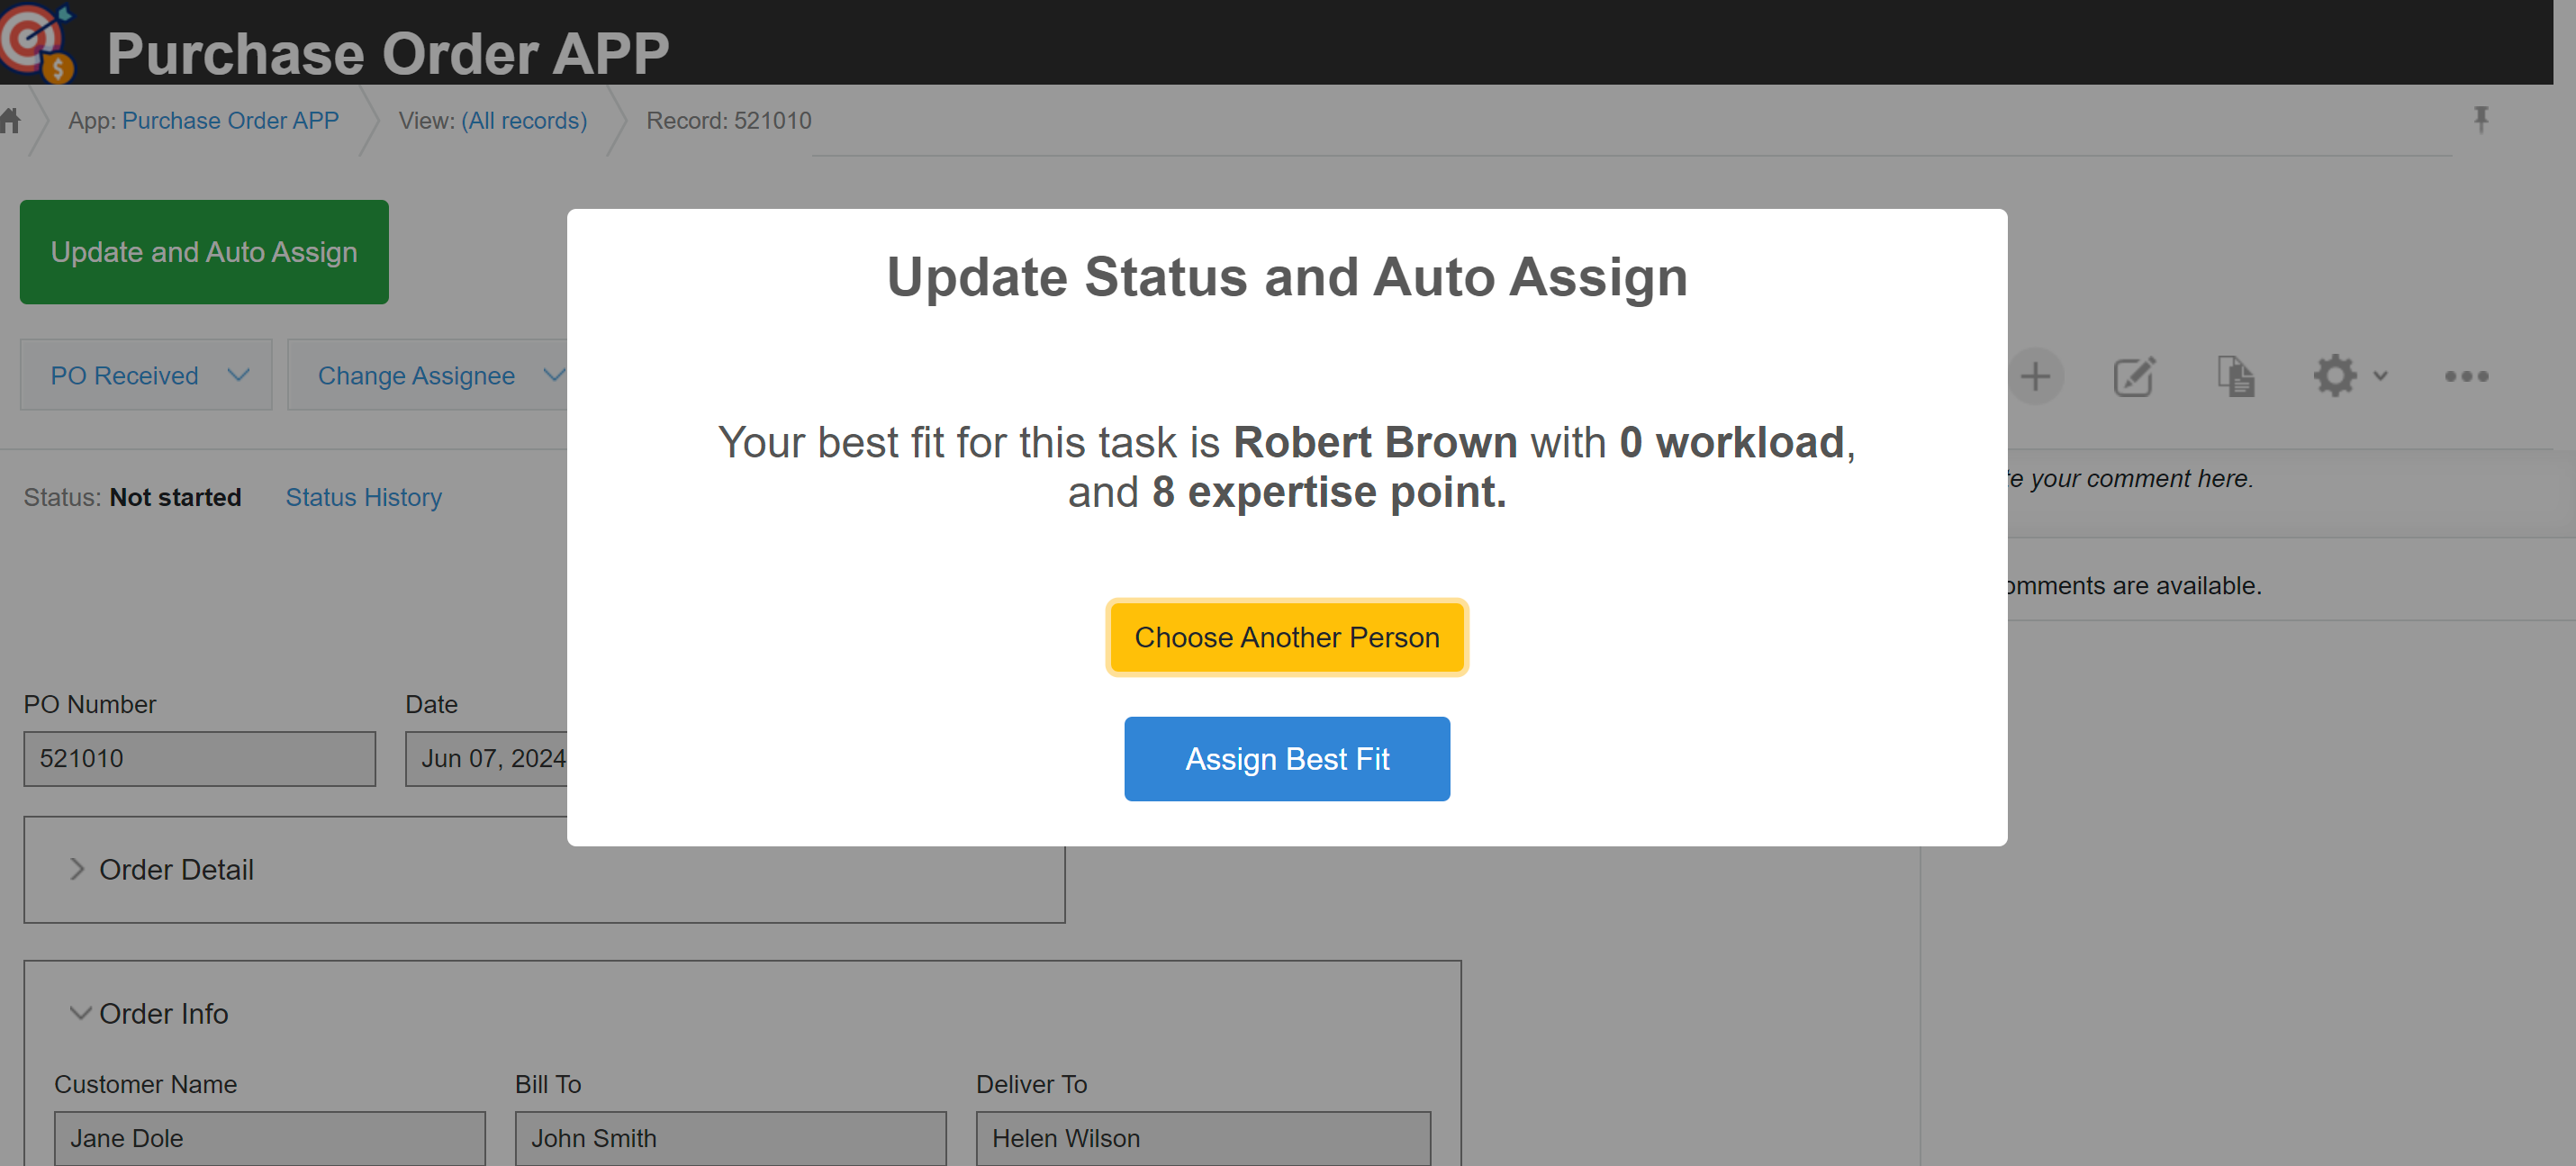 Purchase Order APP
App: Purchase Order APP
View: (All records)
Record: 521010
Update and Auto Assign
Update Status and Auto Assign
PO Received
Change Assignee
Your best fit for this task is Robert Brown with 0 workload,
and 8 expertise point.
Status: Not started
Status History
your comment here.
are available.
Choose Another Person
Assign Best Fit
PO Number
Date
521010
Jun 07, 2024
Order Detail
Order Info
Customer Name
Bill To
Deliver To
Jane Dole
John Smith
Helen Wilson